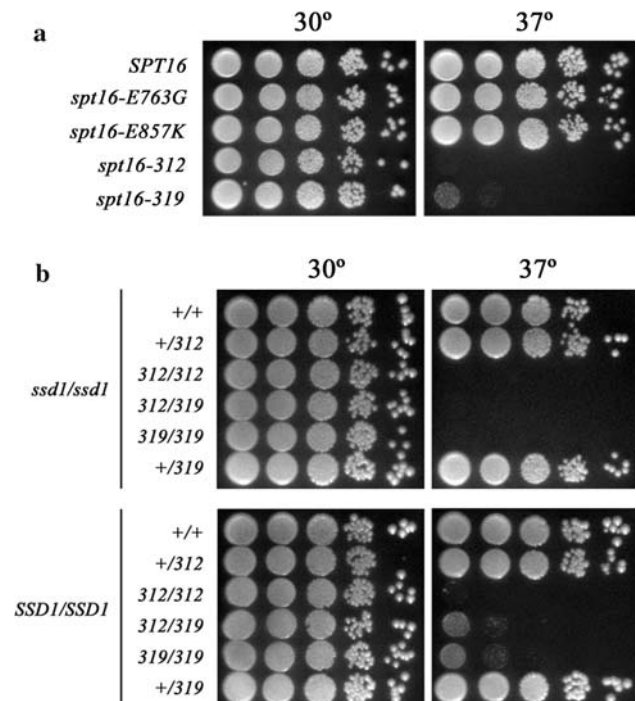 a
30º 37º
SPT16
spt16-E763G
spt16-E857K
spt16-312
spt16-319
b
30º 37º
ssd1/ssd1
+/+
+/312
312/312
312/319
319/319
+/319
SSD1/SSD1
+/+
+/312
312/312
312/319
319/319
+/319